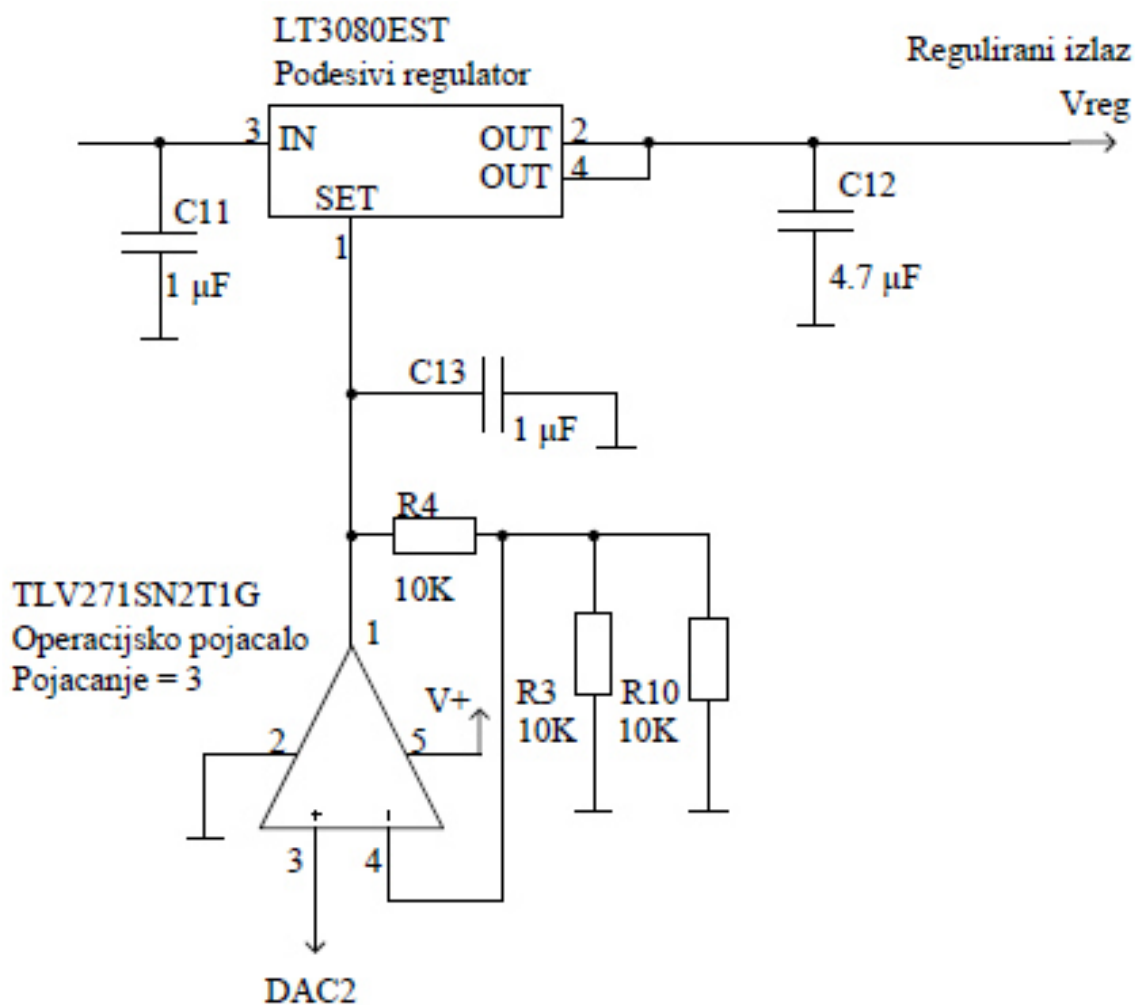 LT3080EST
Podesivi regulator
Regulirani izlaz
Vreg
3 IN
OUT 2
OUT 4
SET
1
C11
1 μF
C12
4.7 μF
C13
1 μF
R4
10K
TLV271SN2T1G
Operacijsko pojacalo
Pojacanje = 3
1
V+
2
5
R3
10K
R10
10K
+
-
3
4
DAC2